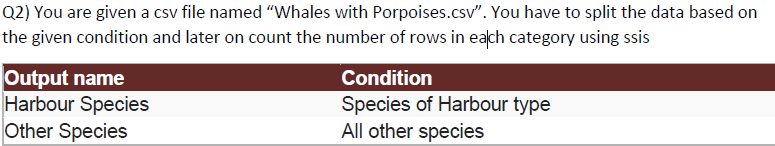 Q2) You are given a csv file named “Whales with Porpoises.csv”. You have to split the data based on
the given condition and later on count the number of rows in each category using ssis
Output name Condition
Harbour Species Species of Harbour type
Other Species All other species